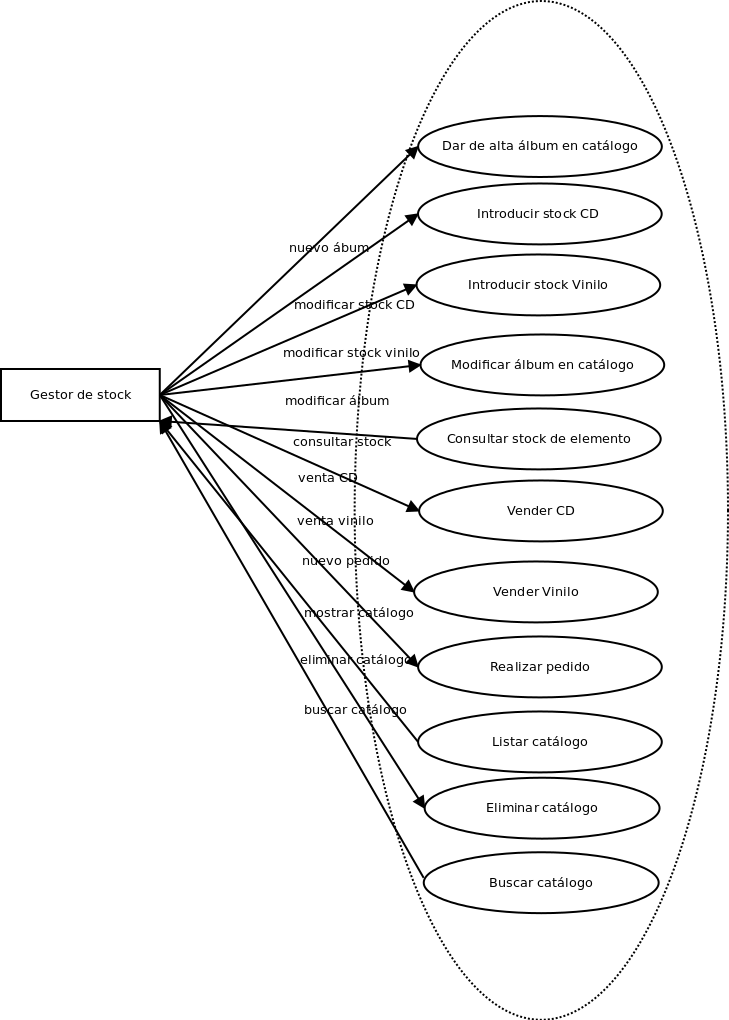 Dar de alta álbum en catálogo
Introducir stock CD
nuevo ábum
Introducir stock Vinilo
modificar stock CD
modificar stock vinilo
Modificar álbum en catálogo
Gestor de stock
modificar álbum
Consultar stock de elemento
consultar stock
venta CD
Vender CD
venta vinilo
nuevo pedido
Vender Vinilo
mostrar catálogo
eliminar catálogo
Realizar pedido
buscar catálogo
Listar catálogo
Eliminar catálogo
Buscar catálogo